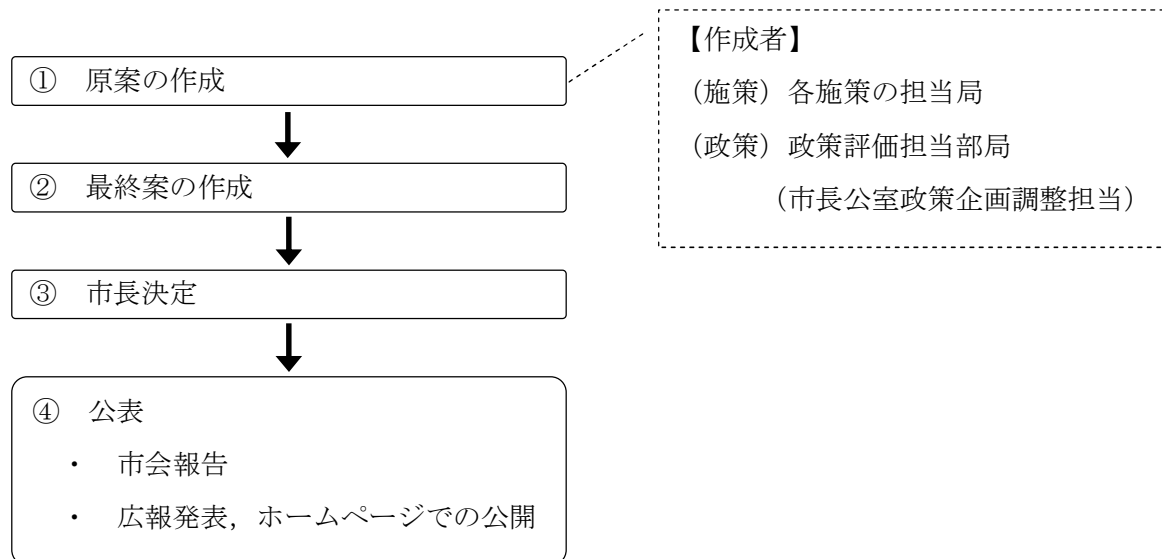 ① 原案の作成
② 最終案の作成
③ 市長決定
④ 公表
・ 市会報告
・ 広報発表，ホームページでの公開
【作成者】
（施策）各施策の担当局
（政策）政策評価担当部局
（市長公室政策企画調整担当）